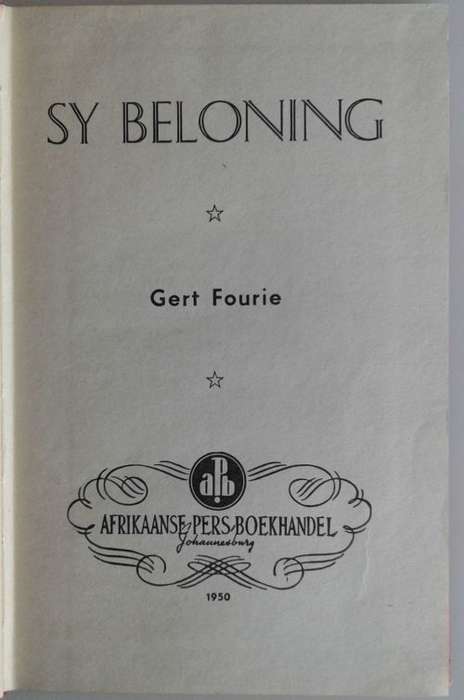 SY BELONING
Gert Fourie
aPb
AFRIKAANSE PERS BOEKHANDEL
Johannesburg
1950